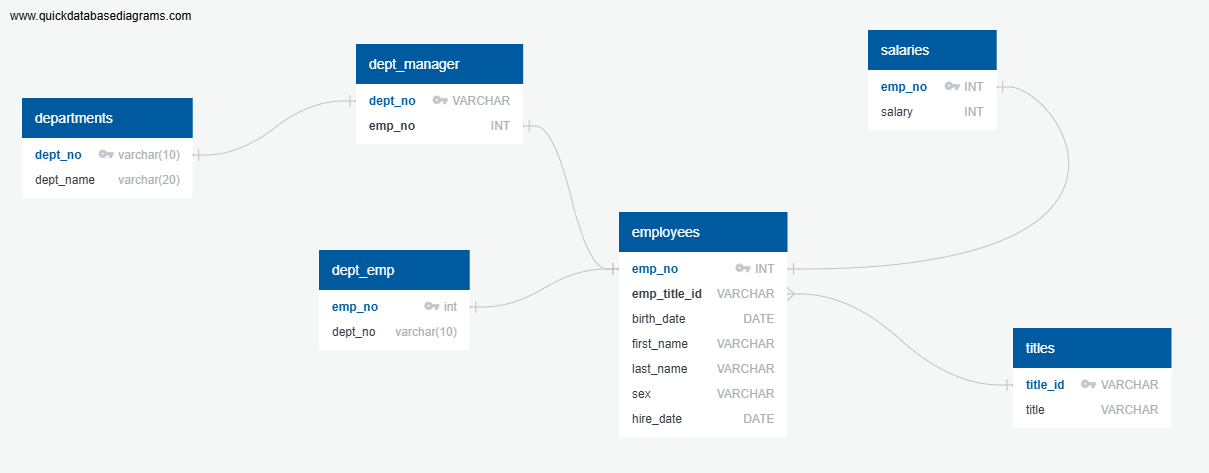 www.quickdatabasediagrams.com
departments
dept_no varchar(10)
dept_name varchar(20)
dept_manager
dept_no VARCHAR
emp_no INT
dept_emp
emp_no int
dept_no varchar(10)
employees
emp_no INT
emp_title_id VARCHAR
birth_date DATE
first_name VARCHAR
last_name VARCHAR
sex VARCHAR
hire_date DATE
salaries
emp_no INT
salary INT
titles
title_id VARCHAR
title VARCHAR